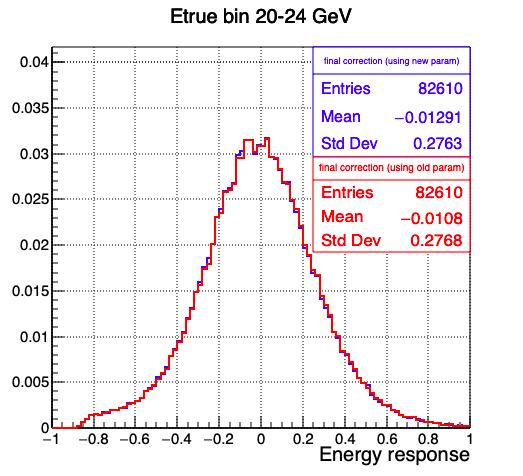 Etrue bin 20-24 GeV
0.04
0.035
0.03
0.025
0.02
0.015
0.01
0.005
0
final correction (using new param)
Entries 82610
Mean −0.01291
Std Dev 0.2763
final correction (using old param)
Entries 82610
Mean −0.0108
Std Dev 0.2768
−1 −0.8 −0.6 −0.4 −0.2 0 0.2 0.4 0.6 0.8 1
Energy response